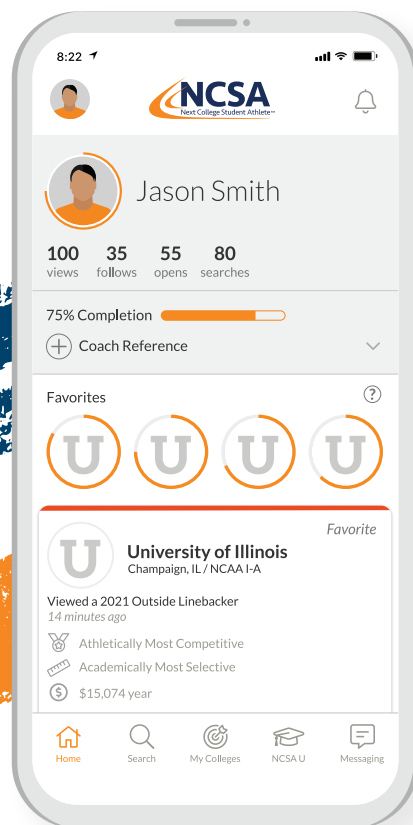 8:22
NCSA
Next College Student Athlete™
Jason Smith
100 35 55 80
views follows opens searches
75% Completion
Coach Reference
Favorites
?
U U U U
Favorite
U
University of Illinois
Champaign, IL / NCAA I-A
Viewed a 2021 Outside Linebacker
14 minutes ago
Athletically Most Competitive
Academically Most Selective
$ $15,074 year
Home Search My Colleges NCSA U Messaging